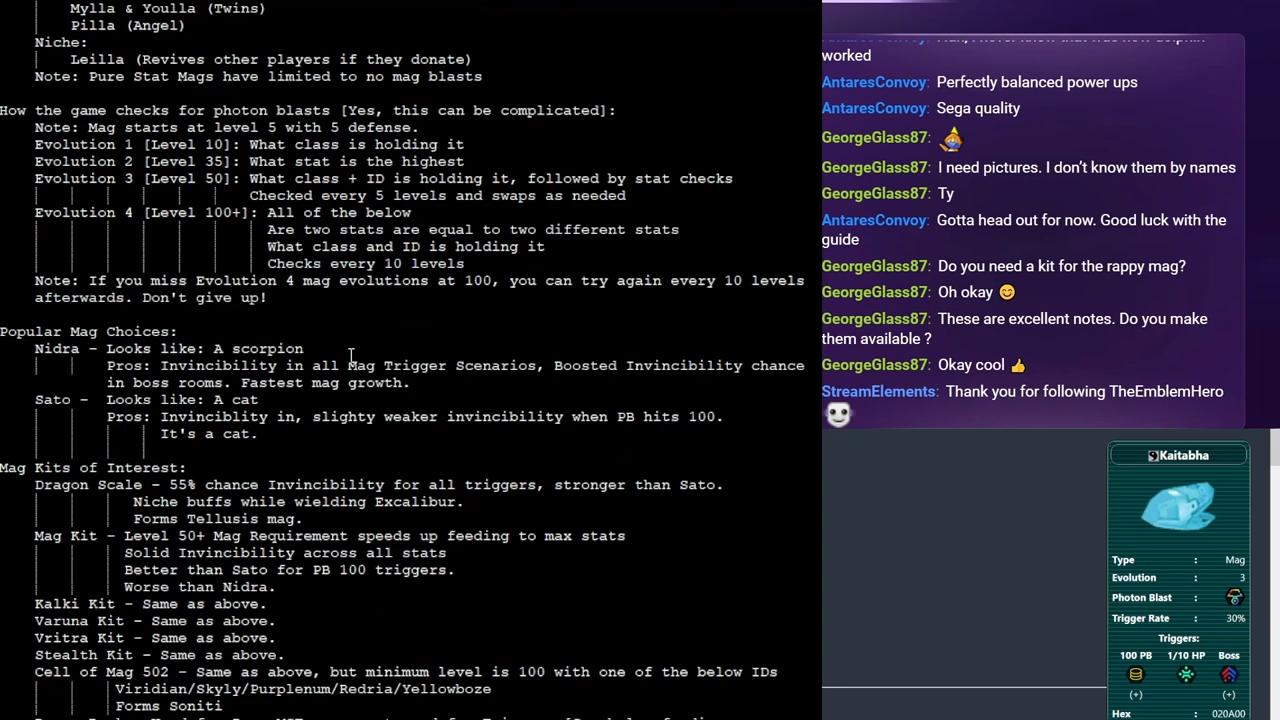 Mylla & Youlla (Twins)
Pilla (Angel)
Niche:
Leilla (Revives other players if they donate)
Note: Pure Stat Mags have limited to no mag blasts
How the game checks for photon blasts [Yes, this can be complicated]:
Note: Mag starts at level 5 with 5 defense.
Evolution 1 [Level 10]: What class is holding it
Evolution 2 [Level 35]: What stat is the highest
Evolution 3 [Level 50]: What class + ID is holding it, followed by stat checks
Checked every 5 levels and swaps as needed
Evolution 4 [Level 100+]: All of the below
Are two stats are equal to two different stats
What class and ID is holding it
Checks every 10 levels
Note: If you miss Evolution 4 mag evolutions at 100, you can try again every 10 levels
afterwards. Don't give up!
Popular Mag Choices:
Nidra - Looks like: A scorpion
Pros: Invincibility in all Mag Trigger Scenarios, Boosted Invincibility chance
in boss rooms. Fastest mag growth.
Sato - Looks like: A cat
Pros: Invinciblity in, slighty weaker invincibility when PB hits 100.
It's a cat.
Mag Kits of Interest:
Dragon Scale - 55% chance Invincibility for all triggers, stronger than Sato.
Niche buffs while wielding Excalibur.
Forms Tellusis mag.
Mag Kit - Level 50+ Mag Requirement speeds up feeding to max stats
Solid Invincibility across all stats
Better than Sato for PB 100 triggers.
Worse than Nidra.
Kalki Kit - Same as above.
Varuna Kit - Same as above.
Vritra Kit - Same as above.
Stealth Kit - Same as above.
Cell of Mag 502 - Same as above, but minimum level is 100 with one of the below IDs
Viridian/Skyly/Purplenum/Redria/Yellowboze
Forms Soniti
worked
AntaresConvoy: Perfectly balanced power ups
AntaresConvoy: Sega quality
GeorgeGlass87:
GeorgeGlass87: I need pictures. I don't know them by names
GeorgeGlass87: Ty
AntaresConvoy: Gotta head out for now. Good luck with the
guide
GeorgeGlass87: Do you need a kit for the rappy mag?
GeorgeGlass87: Oh okay
GeorgeGlass87: These are excellent notes. Do you make
them available ?
GeorgeGlass87: Okay cool
StreamElements: Thank you for following TheEmblemHero
Kaitabha
Type : Mag
Evolution : 3
Photon Blast :
Trigger Rate : 30%
Triggers:
100 PB 1/10 HP Boss
(+) (+)
Hex : 020A00